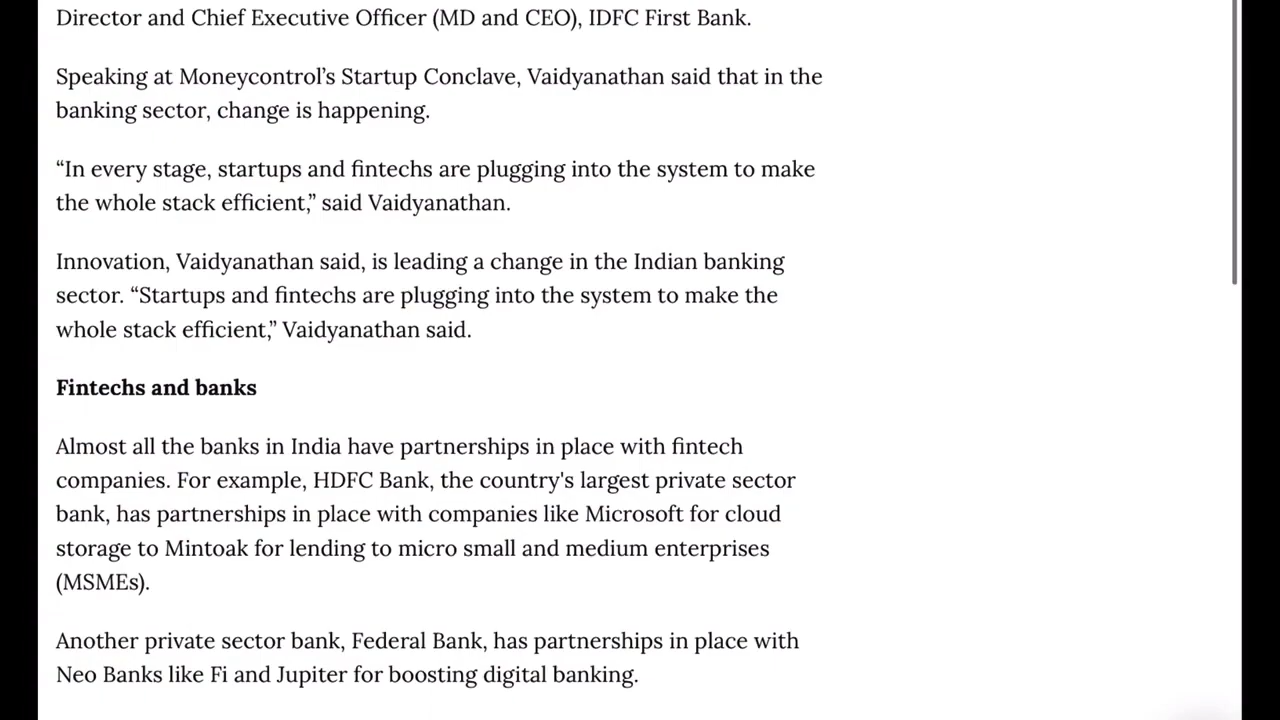 Director and Chief Executive Officer (MD and CEO), IDFC First Bank.
Speaking at Moneycontrol’s Startup Conclave, Vaidyanathan said that in the
banking sector, change is happening.
“In every stage, startups and fintechs are plugging into the system to make
the whole stack efficient,” said Vaidyanathan.
Innovation, Vaidyanathan said, is leading a change in the Indian banking
sector. “Startups and fintechs are plugging into the system to make the
whole stack efficient,” Vaidyanathan said.
Fintechs and banks
Almost all the banks in India have partnerships in place with fintech
companies. For example, HDFC Bank, the country's largest private sector
bank, has partnerships in place with companies like Microsoft for cloud
storage to Mintoak for lending to micro small and medium enterprises
(MSMEs).
Another private sector bank, Federal Bank, has partnerships in place with
Neo Banks like Fi and Jupiter for boosting digital banking.